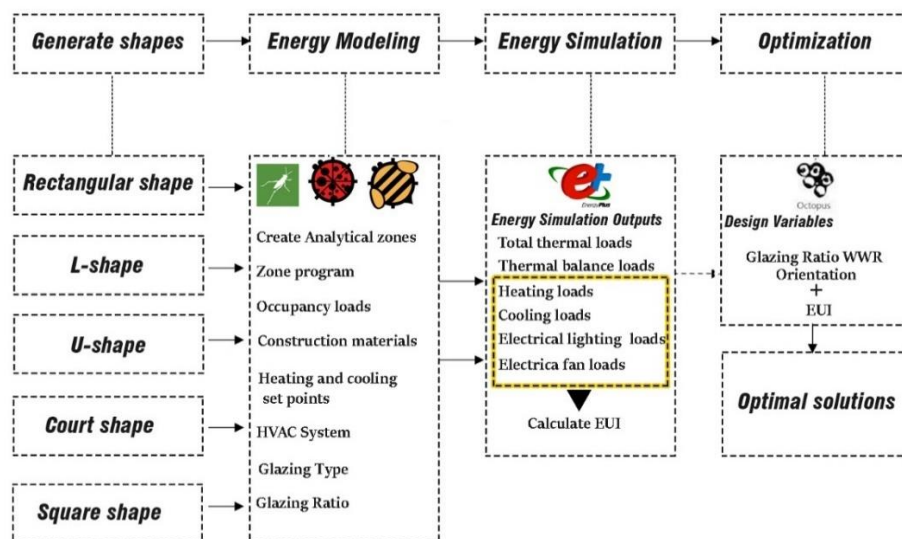 Generate shapes
Energy Modeling
Energy Simulation
Optimization
Rectangular shape
L-shape
U-shape
Court shape
Square shape
Create Analytical zones
Zone program
Occupancy loads
Construction materials
Heating and cooling
set points
HVAC System
Glazing Type
Glazing Ratio
e+
EnergyPlus
Energy Simulation Outputs
Total thermal loads
Thermal balance loads
Heating loads
Cooling loads
Electrical lighting loads
Electrica fan loads
Calculate EUI
Octopus
Design Variables
Glazing Ratio WWR
Orientation
+
EUI
Optimal solutions